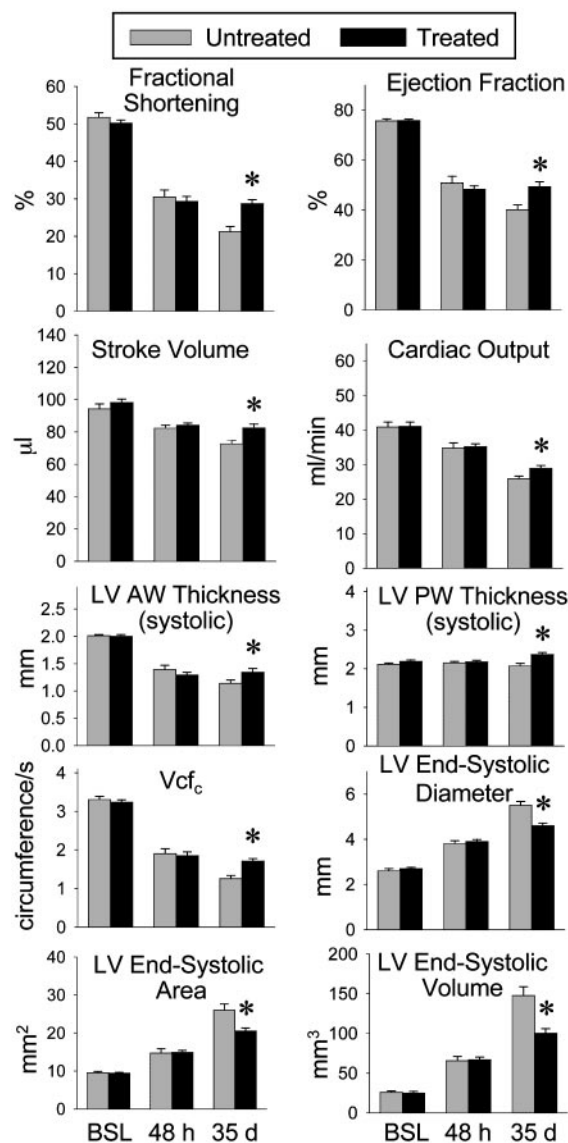 Untreated Treated
Fractional
Shortening
60
50
40
30
20
10
0
%
*
Ejection Fraction
80
60
40
20
0
%
*
Stroke Volume
140
120
100
80
60
40
20
0
µl
*
Cardiac Output
60
50
40
30
20
10
0
ml/min
*
LV AW Thickness
(systolic)
2.5
2.0
1.5
1.0
0.5
0.0
mm
*
LV PW Thickness
(systolic)
4
3
2
1
0
mm
*
Vcfc
4
3
2
1
0
circumference/s
*
LV End-Systolic
Diameter
6
4
2
0
mm
*
LV End-Systolic
Area
40
30
20
10
0
mm²
*
BSL 48 h 35 d
LV End-Systolic
Volume
200
150
100
50
0
mm³
*
BSL 48 h 35 d